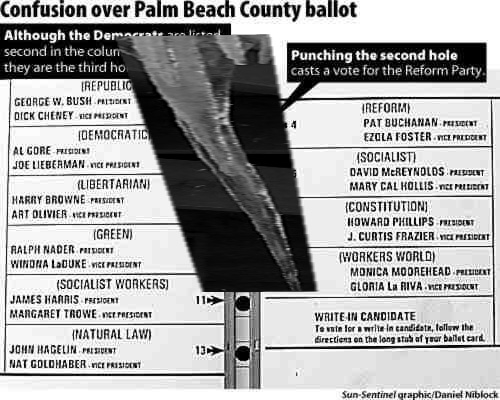 Confusion over Palm Beach County ballot
Although the Democrats are listed
second in the colum
they are the third ho
Punching the second hole
casts a vote for the Reform Party.
(REPUBLIC
GEORGE W. BUSH - PRESIDENT
DICK CHENEY - VICE PRESIDENT
(DEMOCRATIC)
AL GORE - PRESIDENT
JOE LIEBERMAN - VICE PRESIDENT
(LIBERTARIAN)
HARRY BROWNE - PRESIDENT
ART OLIVIER - VICE PRESIDENT
(GREEN)
RALPH NADER - PRESIDENT
WINONA LaDUKE - VICE PRESIDENT
(SOCIALIST WORKERS)
JAMES HARRIS - PRESIDENT
11
MARGARET TROWE - VICE PRESIDENT
(NATURAL LAW)
JOHN HAGELIN - PRESIDENT
13
NAT GOLDHABER - VICE PRESIDENT
(REFORM)
4
PAT BUCHANAN - PRESIDENT
EZOLA FOSTER - VICE PRESIDENT
(SOCIALIST)
DAVID McREYNOLDS - PRESIDENT
MARY CAL HOLLIS - VICE PRESIDENT
(CONSTITUTION)
HOWARD PHILLIPS - PRESIDENT
J. CURTIS FRAZIER - VICE PRESIDENT
(WORKERS WORLD)
MONICA MOOREHEAD - PRESIDENT
GLORIA La RIVA - VICE PRESIDENT
WRITE-IN CANDIDATE
To vote for a write-in candidate, follow the
directions on the long stub of your ballot card.
Sun-Sentinel graphic/Daniel Niblock